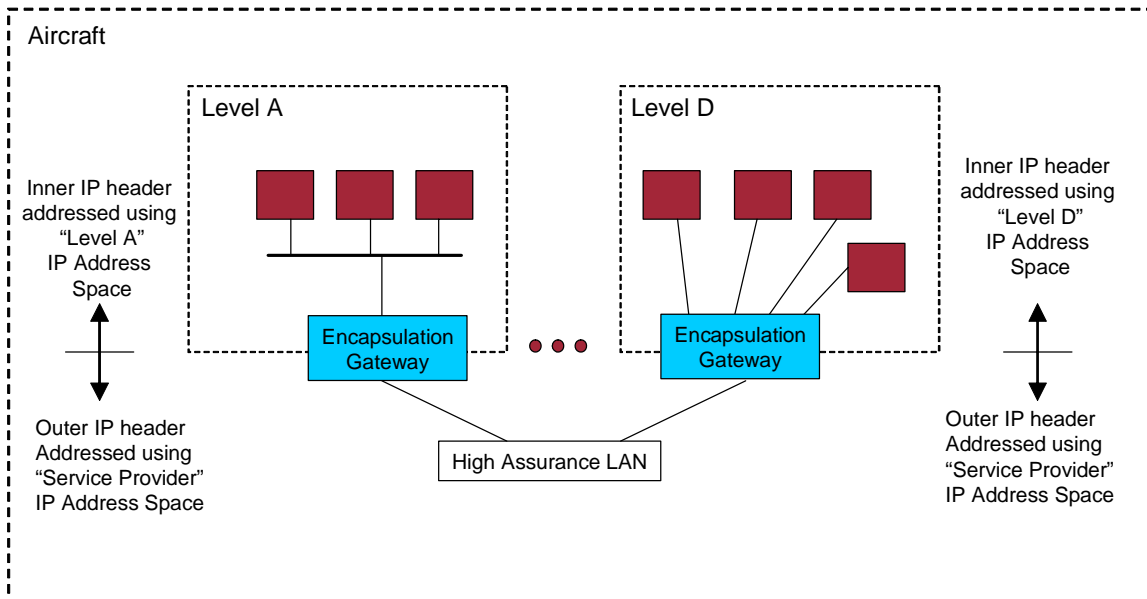 Aircraft
Level A
Level D
Inner IP header
addressed using
“Level A”
IP Address
Space
Inner IP header
addressed using
“Level D”
IP Address
Space
Encapsulation
Gateway
Encapsulation
Gateway
Outer IP header
Addressed using
“Service Provider”
IP Address Space
High Assurance LAN
Outer IP header
Addressed using
“Service Provider”
IP Address Space